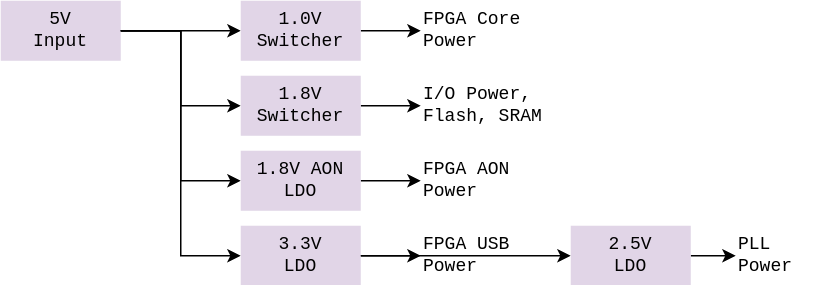 5V
Input
1.0V
Switcher
FPGA Core
Power
1.8V
Switcher
I/O Power,
Flash, SRAM
1.8V AON
LDO
FPGA AON
Power
3.3V
LDO
FPGA USB
Power
2.5V
LDO
PLL
Power